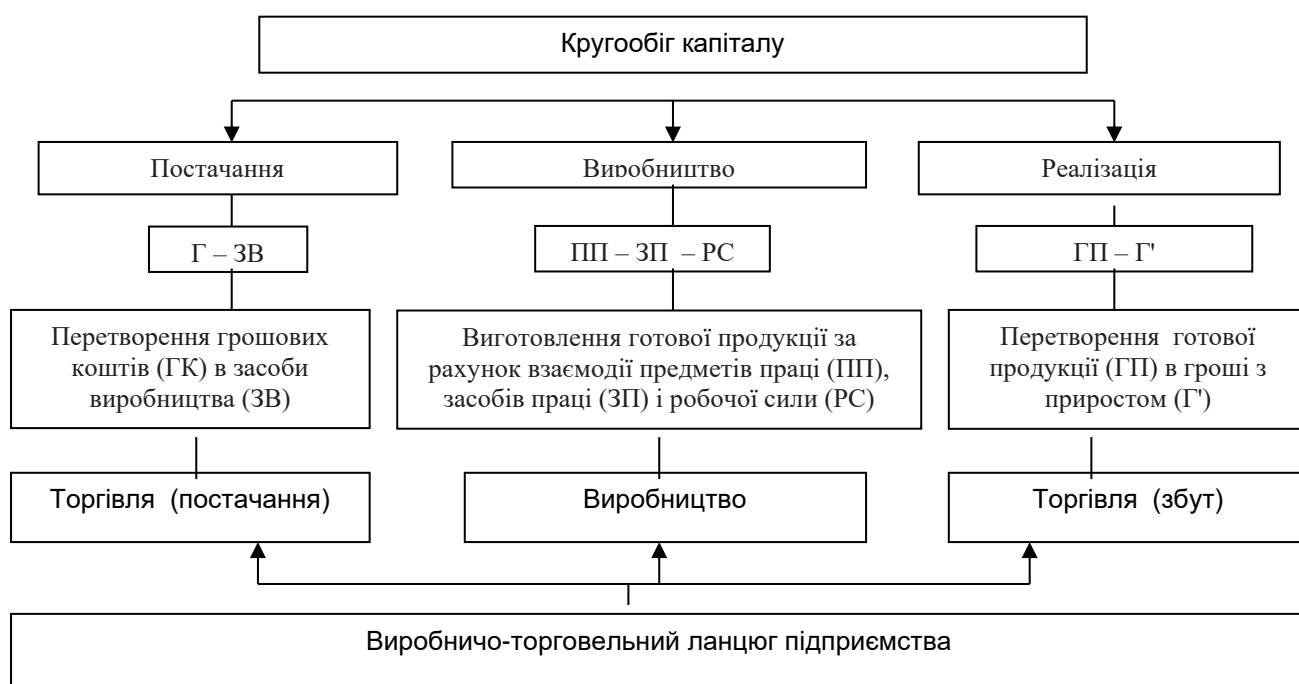 Кругообіг капіталу
Постачання
Виробництво
Реалізація
Г – ЗВ
ПП – ЗП – РС
ГП – Г'
Перетворення грошових
коштів (ГК) в засоби
виробництва (ЗВ)
Виготовлення готової продукції за
рахунок взаємодії предметів праці (ПП),
засобів праці (ЗП) і робочої сили (РС)
Перетворення готової
продукції (ГП) в гроші з
приростом (Г')
Торгівля (постачання)
Виробництво
Торгівля (збут)
Виробничо-торговельний ланцюг підприємства